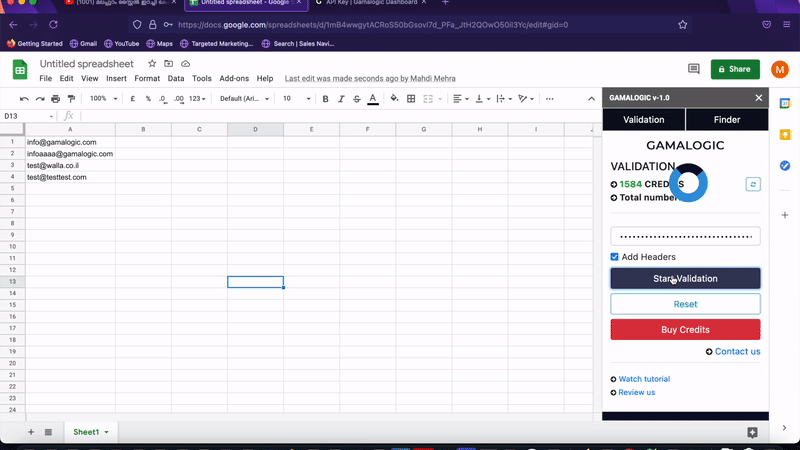 Untitled spreadsheet - Google S
API Key | Gamalogic Dashboard
https://docs.google.com/spreadsheets/d/1mB4wwgytACRoS50bGsovl7d_PFa_JtH2QOwO50il3Yc/edit#gid=0
Getting Started Gmail YouTube Maps Targeted Marketing... Search | Sales Navi...
Untitled spreadsheet
File Edit View Insert Format Data Tools Add-ons Help Last edit was made seconds ago by Mahdi Mehra
Share
M
100% £ % .0 .00 123 Default (Ari... 10 B I S A
D13 fx
A B C D E F G H I
1 info@gamalogic.com
2 infoaaaa@gamalogic.com
3 test@walla.co.il
4 test@testtest.com
5
6
7
8
9
10
11
12
13
14
15
16
17
18
19
20
21
22
23
24
Sheet1
GAMALOGIC v-1.0
Validation Finder
GAMALOGIC
VALIDATION
1584 CREDITS
Total number
Add Headers
Start Validation
Reset
Buy Credits
Contact us
Watch tutorial
Review us